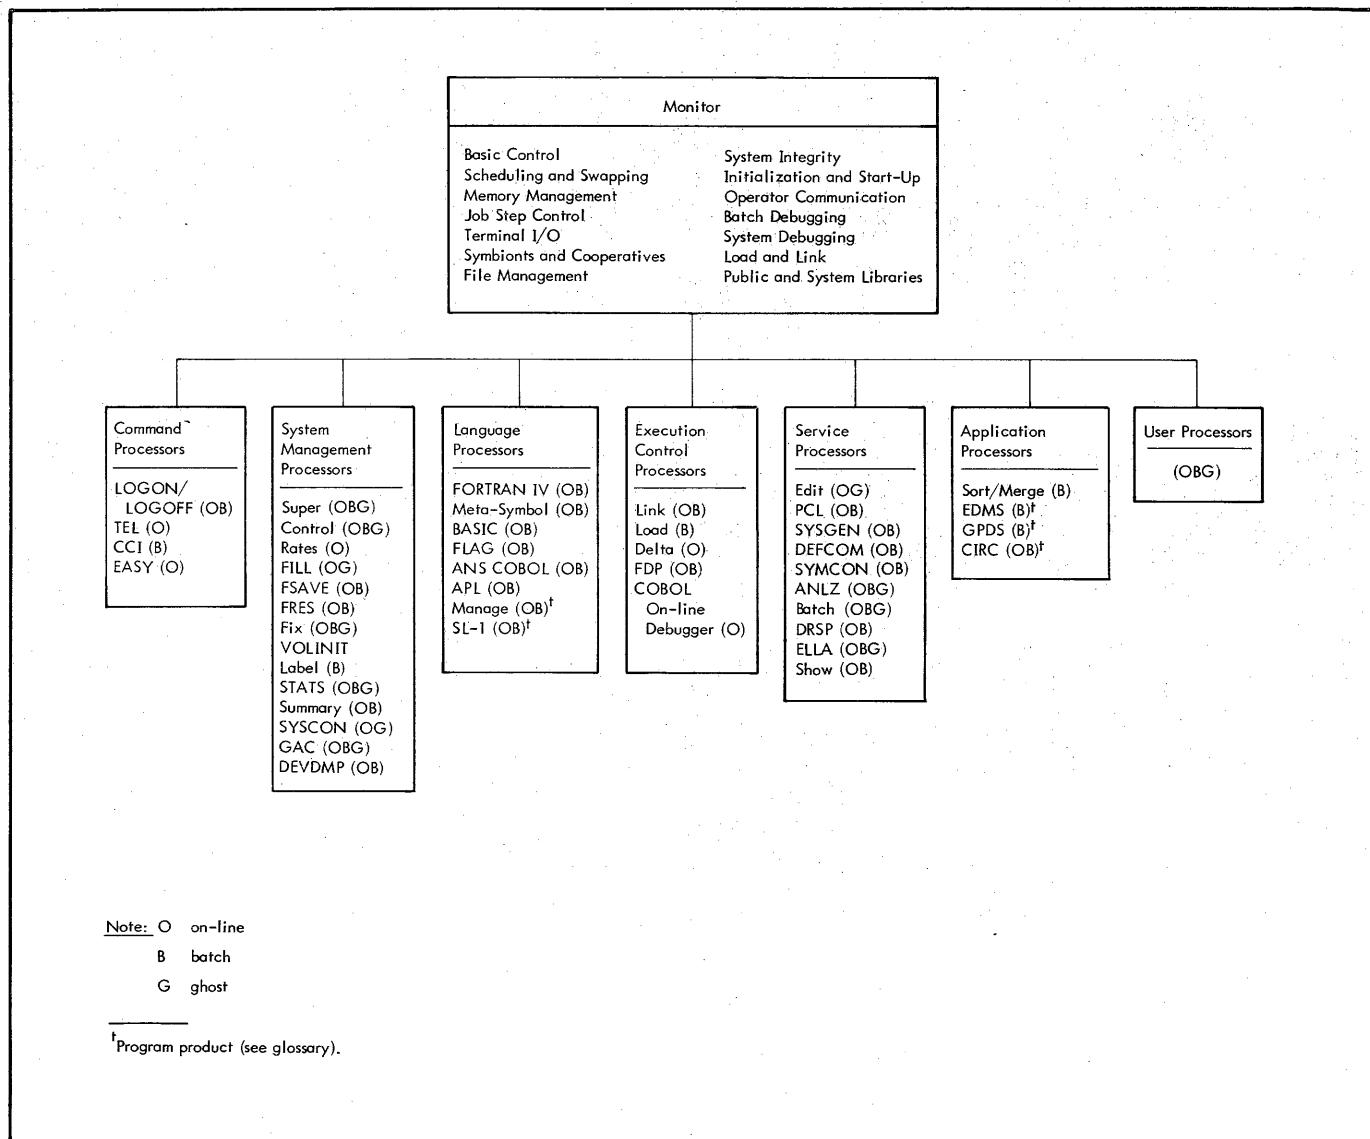 Monitor
Basic Control
Scheduling and Swapping
Memory Management
Job Step Control
Terminal I/O
Symbionts and Cooperatives
File Management
System Integrity
Initialization and Start-Up
Operator Communication
Batch Debugging
System Debugging
Load and Link
Public and System Libraries
Command
Processors
LOGON/
LOGOFF (OB)
TEL (O)
CCI (B)
EASY (O)
System
Management
Processors
Super (OBG)
Control (OBG)
Rates (O)
FILL (OG)
FSAVE (OB)
FRES (OB)
Fix (OBG)
VOLINIT
Label (B)
STATS (OBG)
Summary (OB)
SYSCON (OG)
GAC (OBG)
DEVDMP (OB)
Language
Processors
FORTRAN IV (OB)
Meta-Symbol (OB)
BASIC (OB)
FLAG (OB)
ANS COBOL (OB)
APL (OB)
Manage (OB)†
SL-1 (OB)†
Execution
Control
Processors
Link (OB)
Load (B)
Delta (O)
FDP (OB)
COBOL
On-line
Debugger (O)
Service
Processors
Edit (OG)
PCL (OB)
SYSGEN (OB)
DEFCOM (OB)
SYMCON (OB)
ANLZ (OBG)
Batch (OBG)
DRSP (OB)
ELLA (OBG)
Show (OB)
Application
Processors
Sort/Merge (B)
EDMS (B)†
GPDS (B)†
CIRC (OB)†
User Processors
(OBG)
Note: O on-line
B batch
G ghost
†Program product (see glossary).